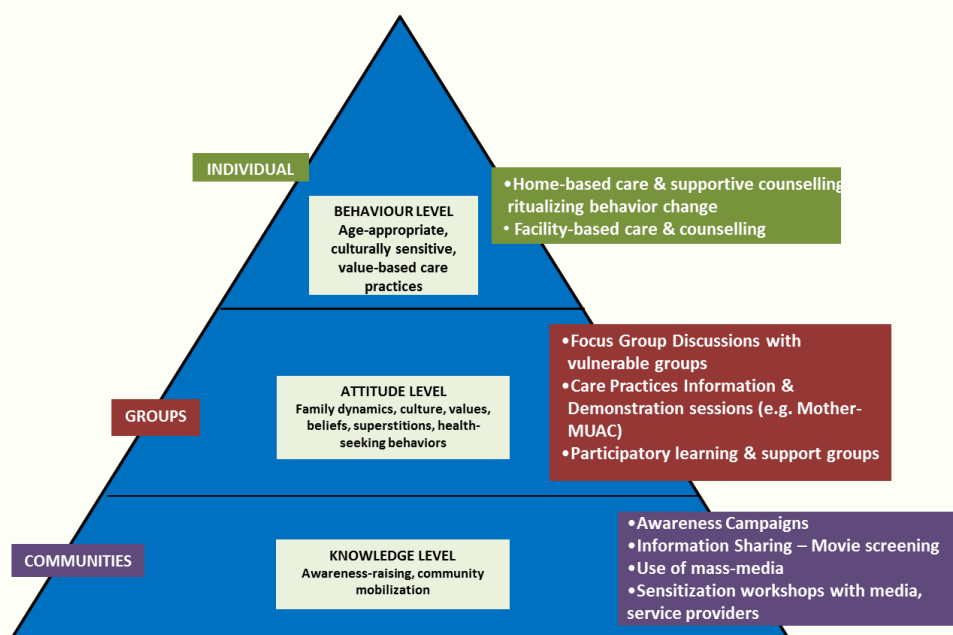 INDIVIDUAL
•Home-based care & supportive counselling
ritualizing behavior change
• Facility-based care & counselling
BEHAVIOUR LEVEL
Age-appropriate,
culturally sensitive,
value-based care
practices
GROUPS
ATTITUDE LEVEL
Family dynamics, culture, values,
beliefs, superstitions, health-
seeking behaviors
•Focus Group Discussions with
vulnerable groups
•Care Practices Information &
Demonstration sessions (e.g. Mother-
MUAC)
•Participatory learning & support groups
COMMUNITIES
KNOWLEDGE LEVEL
Awareness-raising, community
mobilization
•Awareness Campaigns
•Information Sharing – Movie screening
•Use of mass-media
•Sensitization workshops with media,
service providers